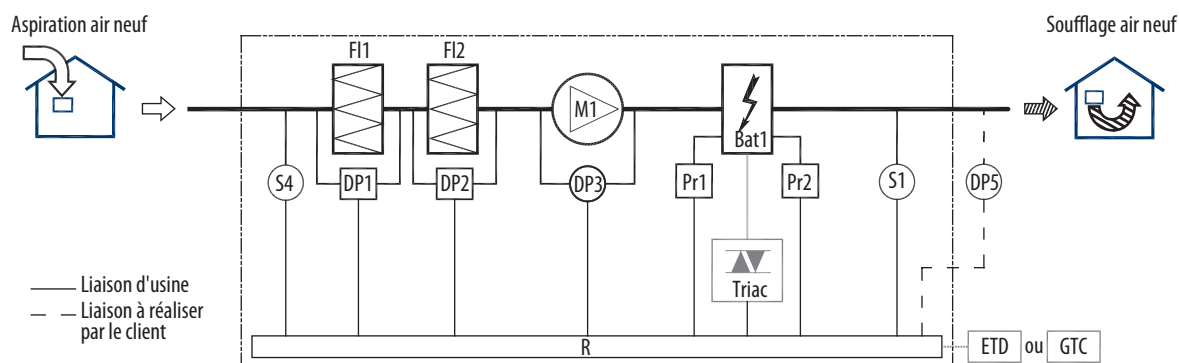 Aspiration air neuf
Soufflage air neuf
Fl1
Fl2
M1
Bat1
S4
DP1
DP2
DP3
Pr1
Pr2
S1
DP5
Triac
Liaison d'usine
Liaison à réaliser
par le client
R
ETD ou GTC